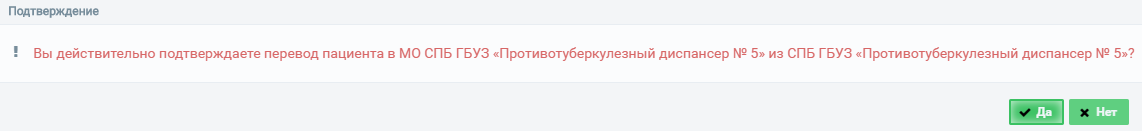 Подтверждение
! Вы действительно подтверждаете перевод пациента в МО СПБ ГБУЗ «Противотуберкулезный диспансер № 5» из СПБ ГБУЗ «Противотуберкулезный диспансер № 5»?
Да Нет